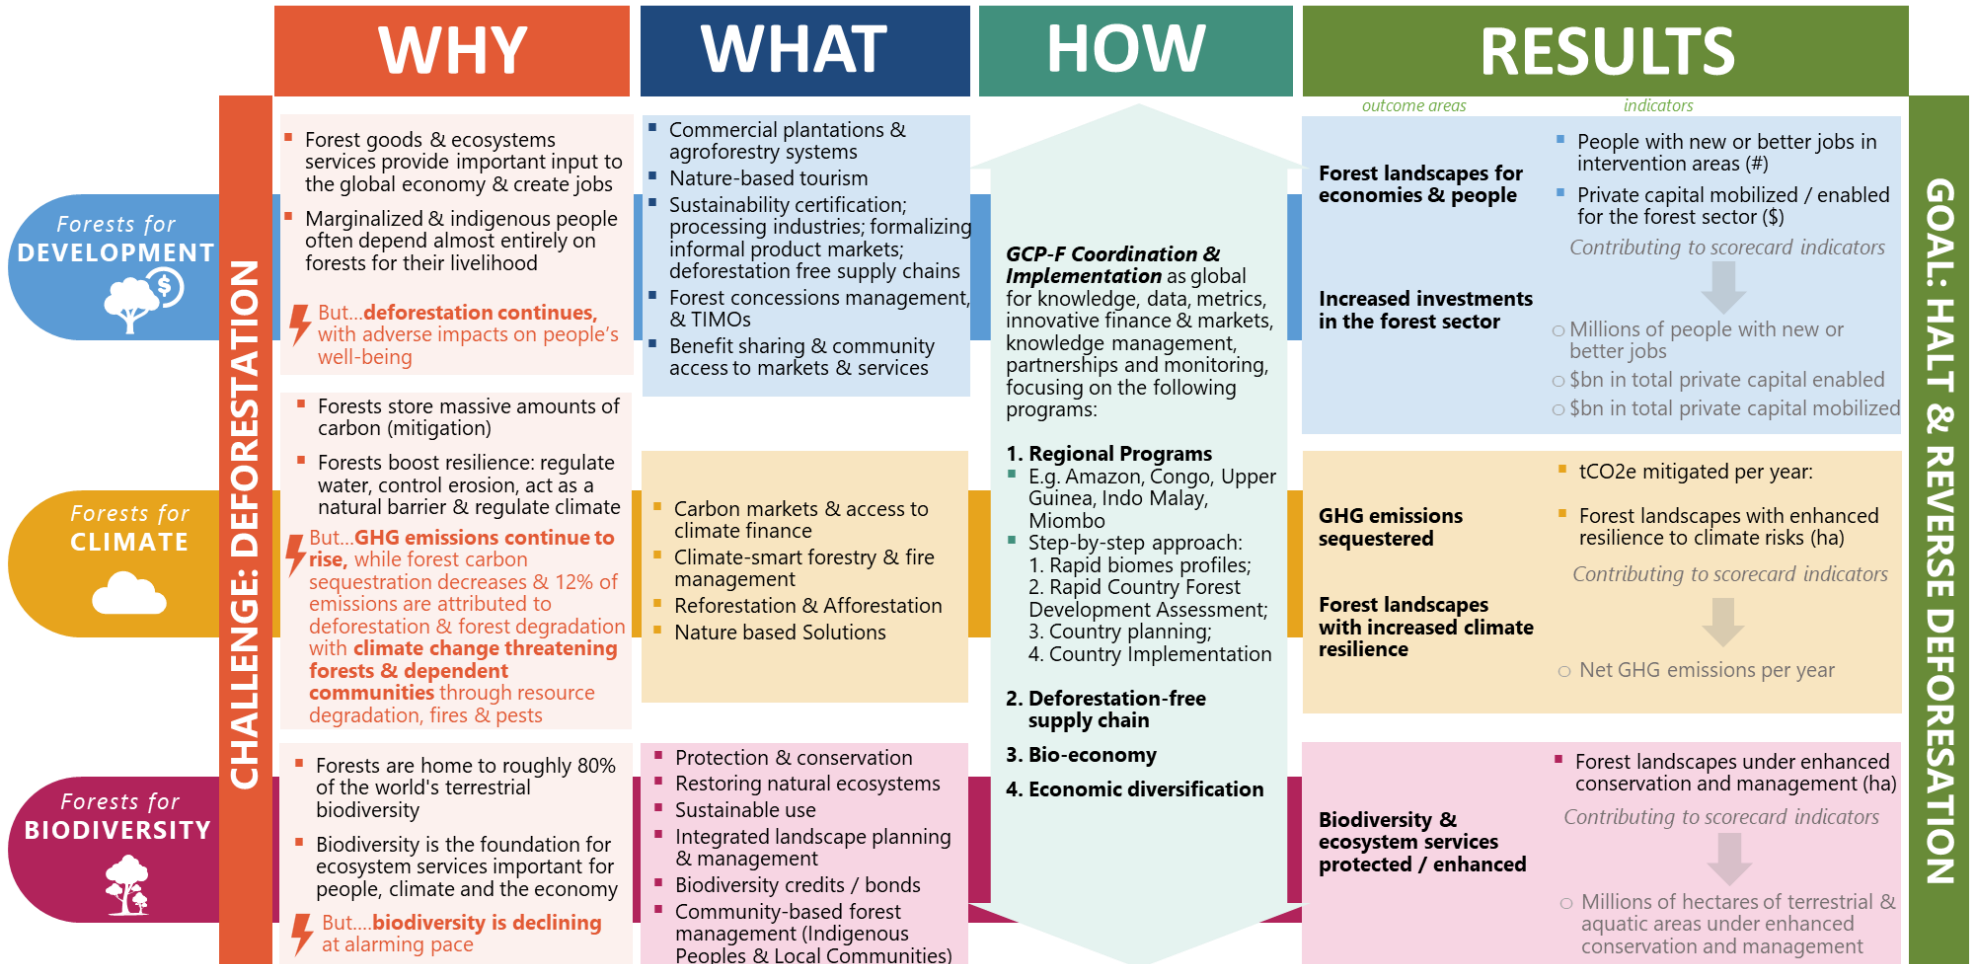 WHY
WHAT
HOW
RESULTS
outcome areas
indicators
CHALLENGE: DEFORESTATION
Forests for
DEVELOPMENT
$
▪ Forest goods & ecosystems
services provide important input to
the global economy & create jobs
▪ Marginalized & indigenous people
often depend almost entirely on
forests for their livelihood
But...deforestation continues,
with adverse impacts on people's
well-being
▪ Commercial plantations &
agroforestry systems
▪ Nature-based tourism
▪ Sustainability certification;
processing industries; formalizing
informal product markets;
deforestation free supply chains
▪ Forest concessions management,
& TIMOs
▪ Benefit sharing & community
access to markets & services
Forests for
CLIMATE
▪ Forests store massive amounts of
carbon (mitigation)
▪ Forests boost resilience: regulate
water, control erosion, act as a
natural barrier & regulate climate
But...GHG emissions continue to
rise, while forest carbon
sequestration decreases & 12% of
emissions are attributed to
deforestation & forest degradation
with climate change threatening
forests & dependent
communities through resource
degradation, fires & pests
▪ Carbon markets & access to
climate finance
▪ Climate-smart forestry & fire
management
▪ Reforestation & Afforestation
▪ Nature based Solutions
Forests for
BIODIVERSITY
▪ Forests are home to roughly 80%
of the world's terrestrial
biodiversity
▪ Biodiversity is the foundation for
ecosystem services important for
people, climate and the economy
But....biodiversity is declining
at alarming pace
▪ Protection & conservation
▪ Restoring natural ecosystems
▪ Sustainable use
▪ Integrated landscape planning
& management
▪ Biodiversity credits / bonds
▪ Community-based forest
management (Indigenous
Peoples & Local Communities)
GCP-F Coordination &
Implementation as global
for knowledge, data, metrics,
innovative finance & markets,
knowledge management,
partnerships and monitoring,
focusing on the following
programs:
1. Regional Programs
▪ E.g. Amazon, Congo, Upper
Guinea, Indo Malay,
Miombo
▪ Step-by-step approach:
1. Rapid biomes profiles;
2. Rapid Country Forest
Development Assessment;
3. Country planning;
4. Country Implementation
2. Deforestation-free
supply chain
3. Bio-economy
4. Economic diversification
Forest landscapes for
economies & people
Increased investments
in the forest sector
▪ People with new or better jobs in
intervention areas (#)
▪ Private capital mobilized / enabled
for the forest sector ($)
Contributing to scorecard indicators
○ Millions of people with new or
better jobs
○ $bn in total private capital enabled
○ $bn in total private capital mobilized
GHG emissions
sequestered
Forest landscapes
with increased climate
resilience
▪ tCO2e mitigated per year:
▪ Forest landscapes with enhanced
resilience to climate risks (ha)
Contributing to scorecard indicators
○ Net GHG emissions per year
Biodiversity &
ecosystem services
protected / enhanced
▪ Forest landscapes under enhanced
conservation and management (ha)
Contributing to scorecard indicators
○ Millions of hectares of terrestrial &
aquatic areas under enhanced
conservation and management
GOAL: HALT & REVERSE DEFORESATION